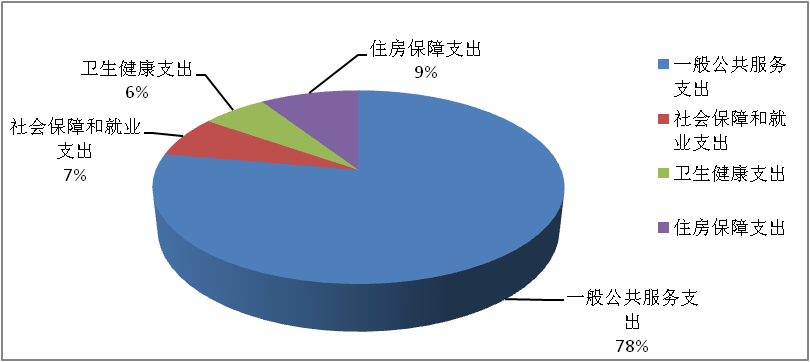 住房保障支出
9%
卫生健康支出
6%
社会保障和就业
支出
7%
一般公共服务支
出
78%
一般公共服务
支出
社会保障和就
业支出
卫生健康支出
住房保障支出